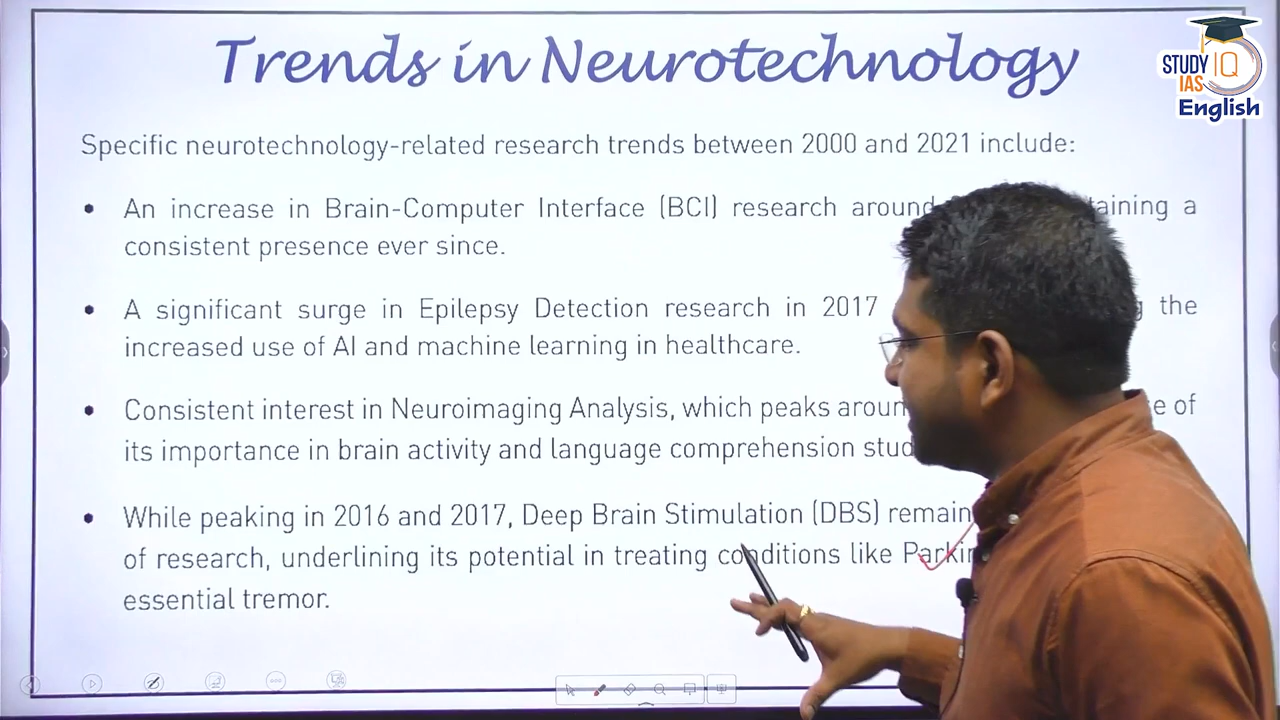 Trends in Neurotechnology
STUDY IQ
IAS
English
Specific neurotechnology-related research trends between 2000 and 2021 include:
• An increase in Brain-Computer Interface (BCI) research around a
consistent presence ever since.
• A significant surge in Epilepsy Detection research in 2017 the
increased use of AI and machine learning in healthcare.
• Consistent interest in Neuroimaging Analysis, which peaks of
its importance in brain activity and language comprehension
• While peaking in 2016 and 2017, Deep Brain Stimulation (DBS)
of research, underlining its potential in treating conditions like
essential tremor.